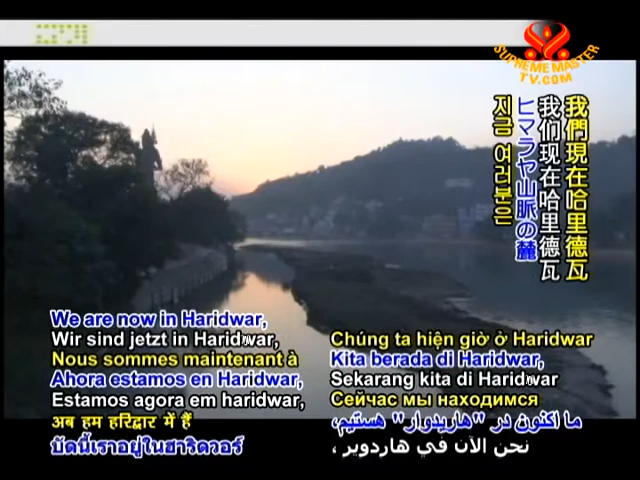 SUPREME MASTER
TV.COM
我們現在哈里德瓦
我们现在哈里德瓦
ヒマラヤ山脈の麓
지금 여러분은
We are now in Haridwar,
Wir sind jetzt in Haridwar,
Nous sommes maintenant à
Ahora estamos en Haridwar,
Estamos agora em haridwar,
अब हम हरिद्वार में हैं
บัดนี้เราอยู่ในฮาริดวอร์
Chúng ta hiện giờ ở Haridwar
Kita berada di Haridwar,
Sekarang kita di Haridwar
Сейчас мы находимся
ما اکنون در "هاریدوار" هستیم،
نحن الآن في هاردوير ،